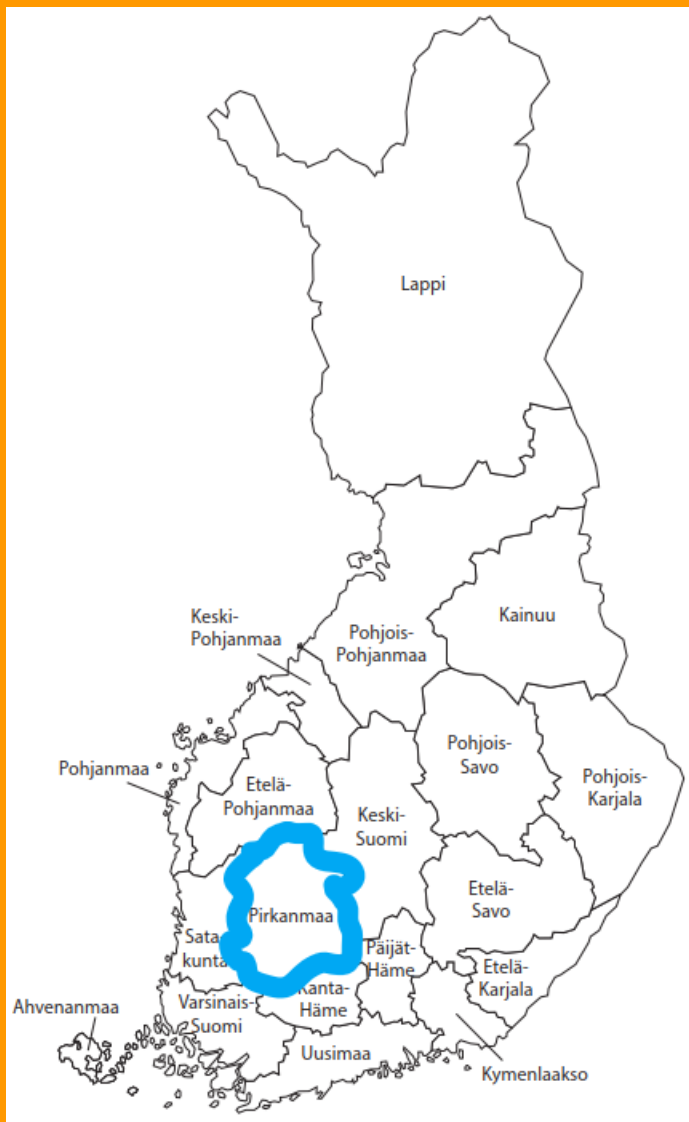 Lappi
Kainuu
Keski-
Pohjanmaa
Pohjois-
Pohjanmaa
Pohjois-
Savo
Pohjanmaa
Pohjois-
Karjala
Etelä-
Pohjanmaa
Keski-
Suomi
Etelä-
Savo
Pirkanmaa
Sata
kunta
Päijät-
Häme
Etelä-
Karjala
Kanta-
Häme
Varsinais-
Suomi
Ahvenanmaa
Uusimaa
Kymenlaakso